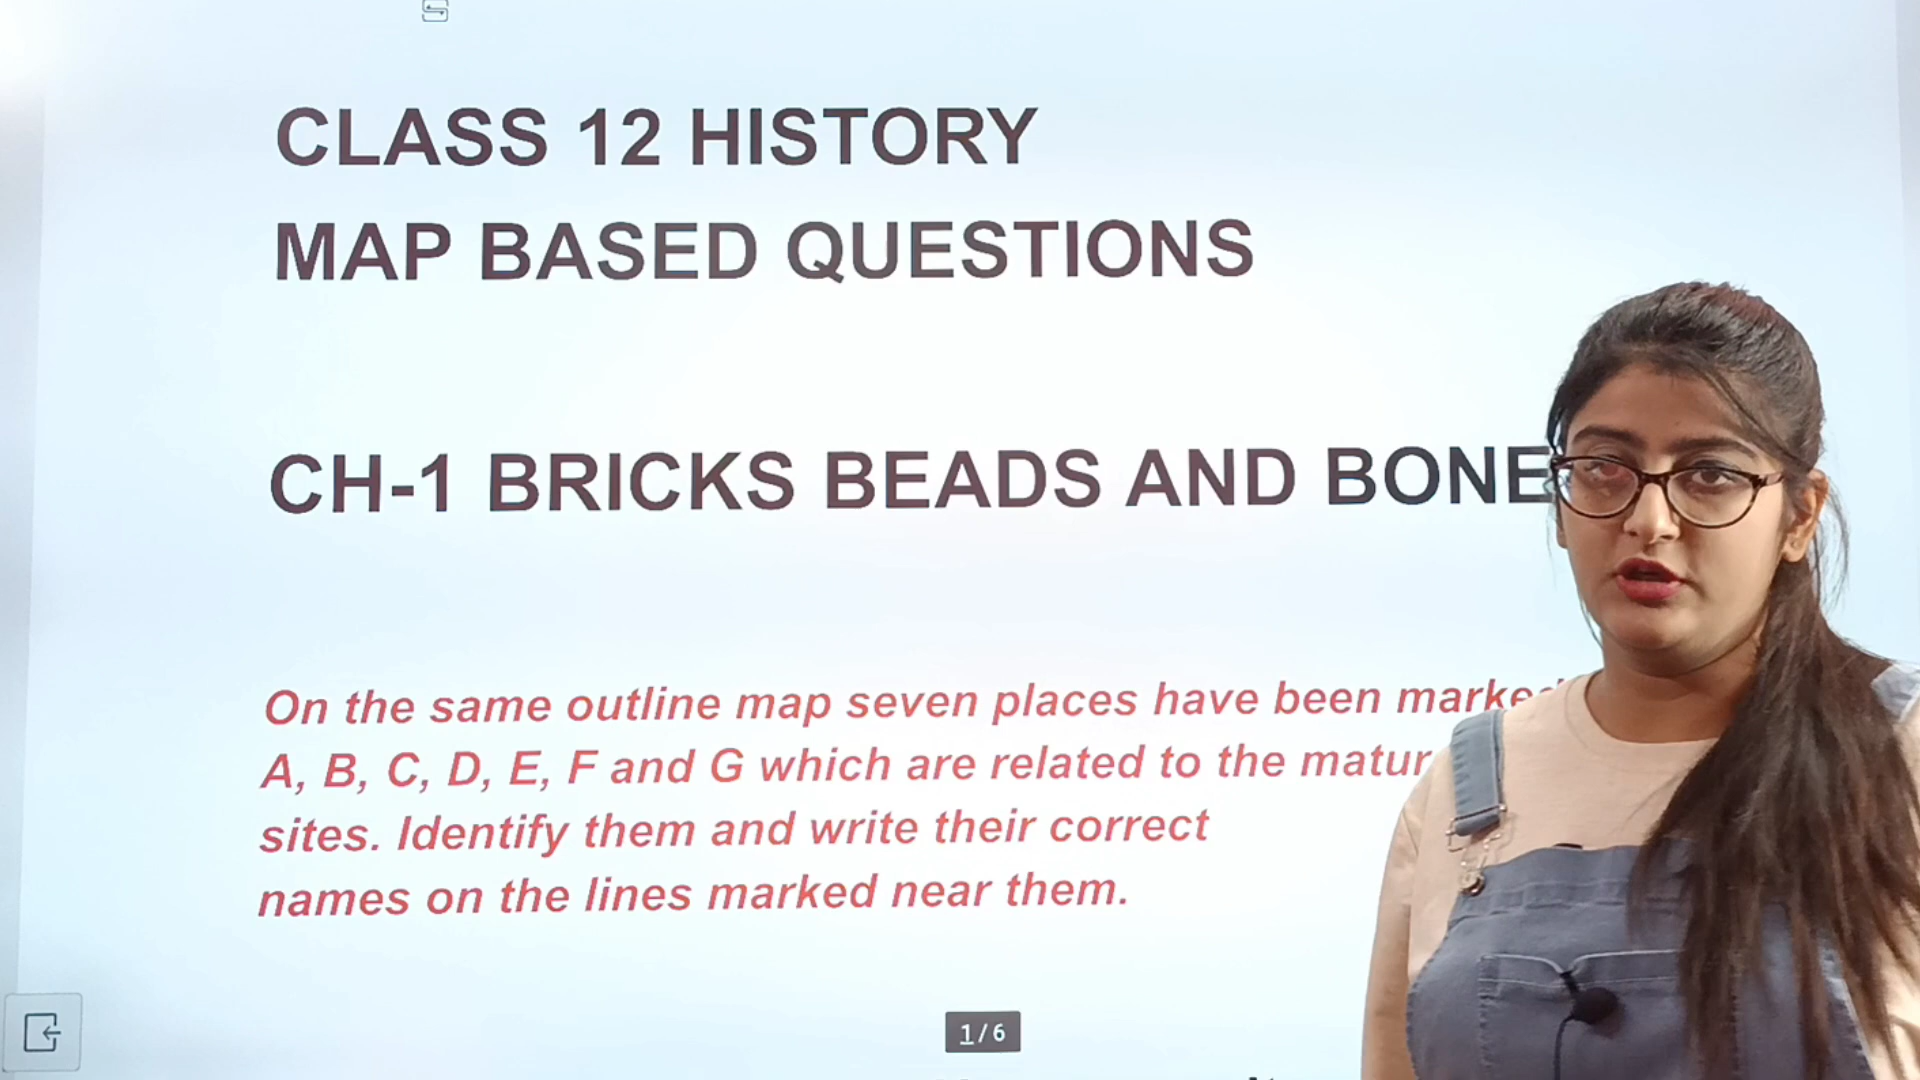 CLASS 12 HISTORY
MAP BASED QUESTIONS
CH-1 BRICKS BEADS AND BONE
On the same outline map seven places have been marked
A, B, C, D, E, F and G which are related to the matur
sites. Identify them and write their correct
names on the lines marked near them.
1/6